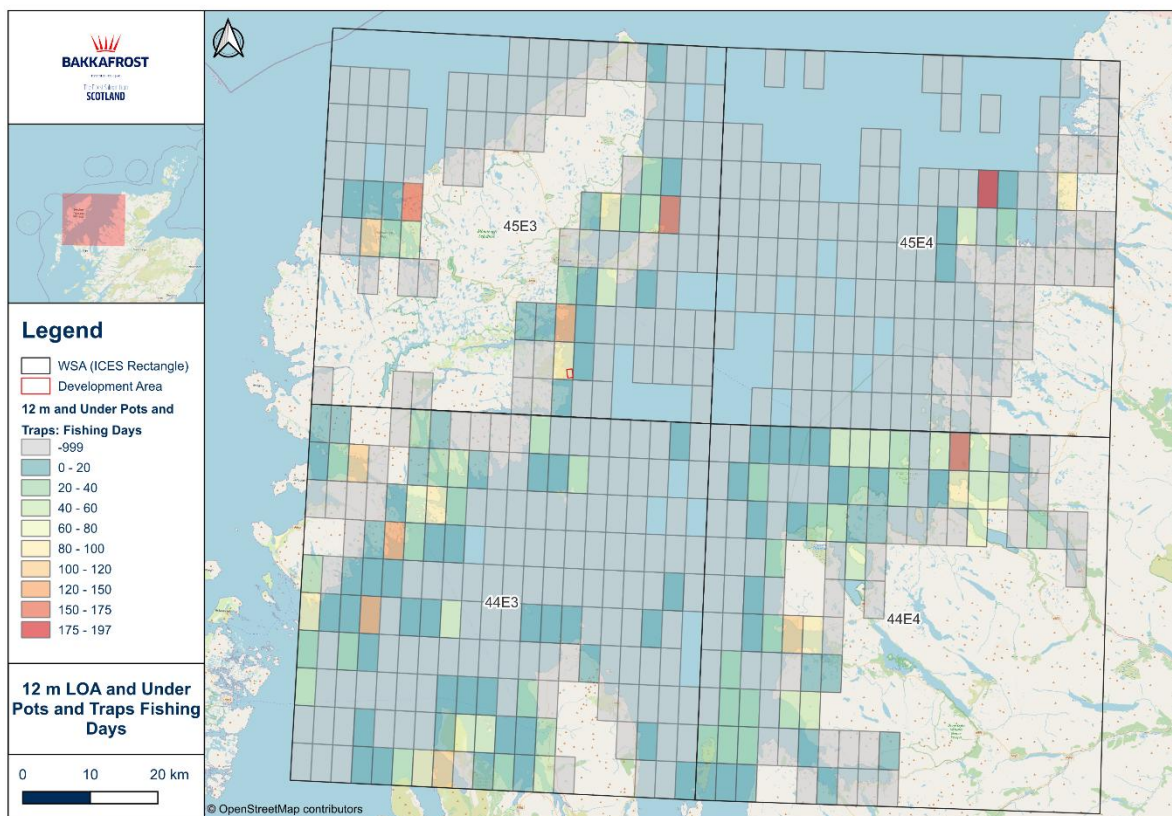 BAKKAFROST
SCOTLAND
Legend
WSA (ICES Rectangle)
Development Area
12 m and Under Pots and
Traps: Fishing Days
-999
0 - 20
20 - 40
40 - 60
60 - 80
80 - 100
100 - 120
120 - 150
150 - 175
175 - 197
12 m LOA and Under
Pots and Traps Fishing
Days
0 10 20 km
45E3
45E4
44E3
44E4
© OpenStreetMap contributors